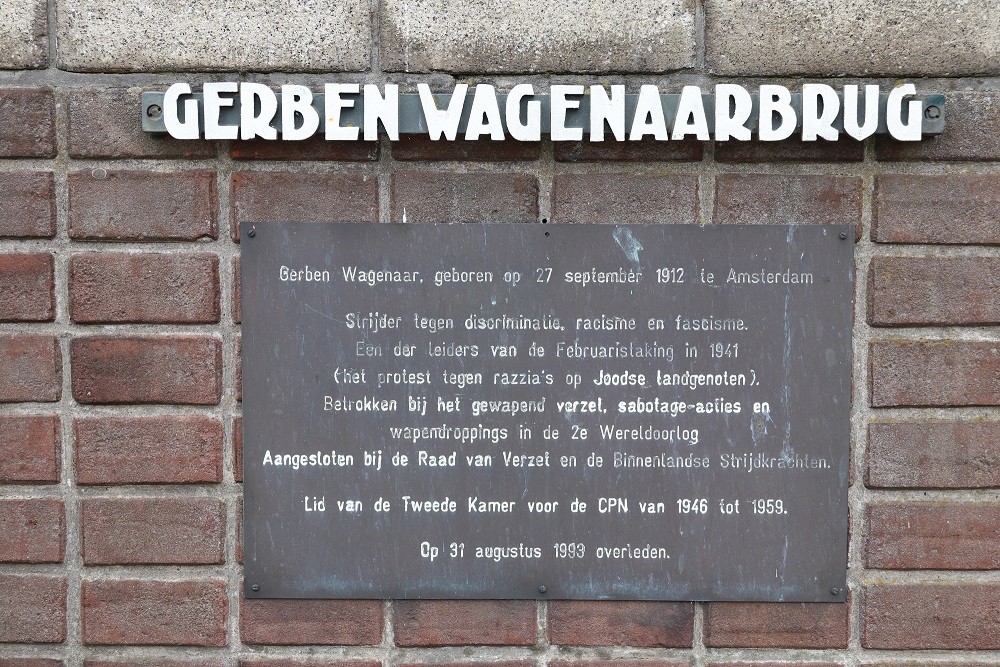 GERBEN WAGENAARBRUG
Gerben Wagenaar, geboren op 27 september 1912 te Amsterdam
Strijder tegen discriminatie, racisme en fascisme.
Een der leiders van de Februaristaking in 1941
(het protest tegen razzia's op Joodse landgenoten).
Betrokken bij het gewapend verzet, sabotage-acties en
wapendroppings in de 2e Wereldoorlog
Aangesloten bij de Raad van Verzet en de Binnenlandse Strijdkrachten.
Lid van de Tweede Kamer voor de CPN van 1946 tot 1959.
Op 31 augustus 1993 overleden.